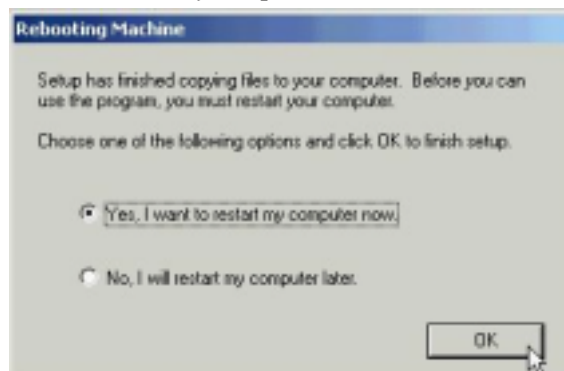 Rebooting Machine
Setup has finished copying files to your computer. Before you can
use the program, you must restart your computer.
Choose one of the following options and click OK to finish setup.
Yes, I want to restart my computer now.
No, I will restart my computer later.
OK